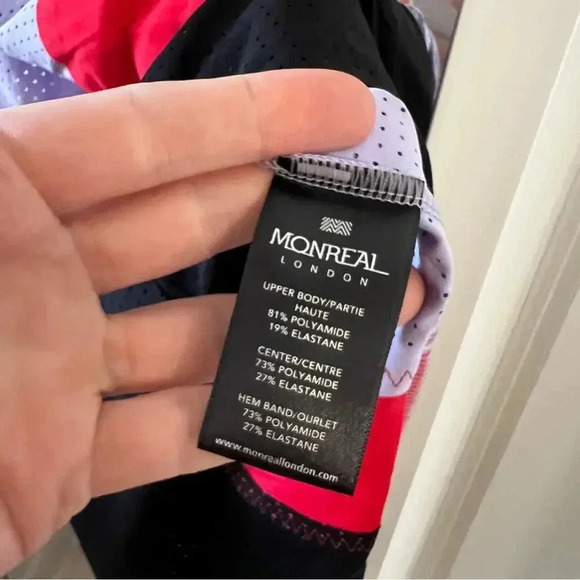 MONREAL
LONDON
UPPER BODY/PARTIE
HAUTE
81% POLYAMIDE
19% ELASTANE
CENTER/CENTRE
73% POLYAMIDE
27% ELASTANE
HEM BAND/OURLET
73% POLYAMIDE
27% ELASTANE
www.monreallondon.com